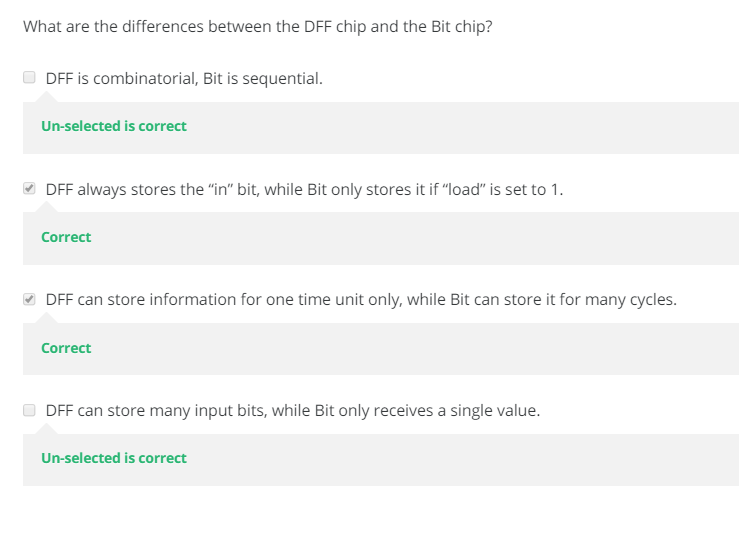 What are the differences between the DFF chip and the Bit chip?
DFF is combinatorial, Bit is sequential.
Un-selected is correct
DFF always stores the “in” bit, while Bit only stores it if “load” is set to 1.
Correct
DFF can store information for one time unit only, while Bit can store it for many cycles.
Correct
DFF can store many input bits, while Bit only receives a single value.
Un-selected is correct